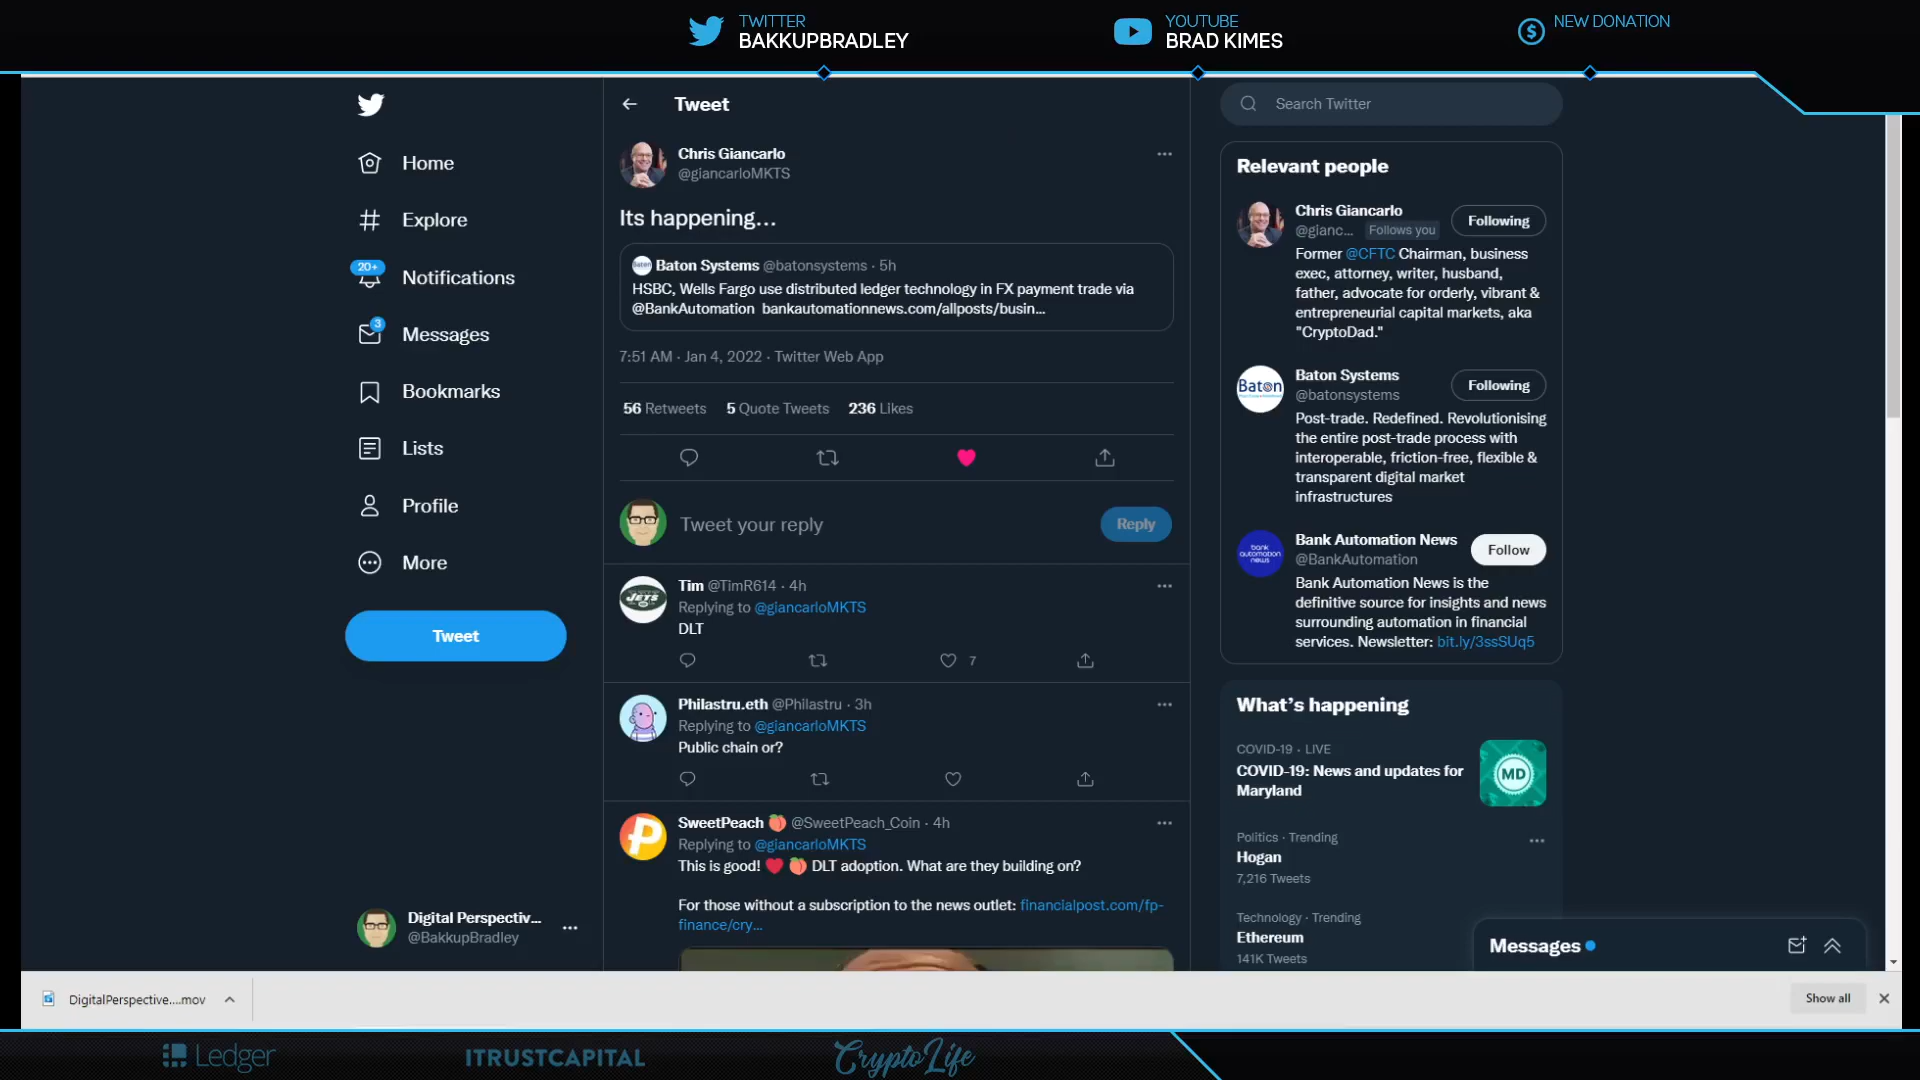 TWITTER
BAKKUPBRADLEY
YOUTUBE
BRAD KIMES
NEW DONATION
Home
Explore
20+
Notifications
3
Messages
Bookmarks
Lists
Profile
More
Tweet
Digital Perspectiv...
@BakkupBradley
Tweet
Chris Giancarlo
@giancarloMKTS
Its happening...
Baton Systems @batonsystems · 5h
HSBC, Wells Fargo use distributed ledger technology in FX payment trade via
@BankAutomation bankautomationnews.com/allposts/busin...
7:51 AM · Jan 4, 2022 · Twitter Web App
56 Retweets 5 Quote Tweets 236 Likes
Tweet your reply
Reply
JETS
Tim @TimR614 · 4h
Replying to @giancarloMKTS
DLT
7
Philastru.eth @Philastru · 3h
Replying to @giancarloMKTS
Public chain or?
SweetPeach 🍑 @SweetPeach_Coin · 4h
Replying to @giancarloMKTS
This is good! ❤️ 🍑 DLT adoption. What are they building on?
For those without a subscription to the news outlet: financialpost.com/fp-
finance/cry...
Search Twitter
Relevant people
Chris Giancarlo
@gianc... Follows you
Following
Former @CFTC Chairman, business
exec, attorney, writer, husband,
father, advocate for orderly, vibrant &
entrepreneurial capital markets, aka
"CryptoDad."
Baton
Baton Systems
@batonsystems
Following
Post-trade. Redefined. Revolutionising
the entire post-trade process with
interoperable, friction-free, flexible &
transparent digital market
infrastructures
bank
automation
news
Bank Automation News
@BankAutomation
Follow
Bank Automation News is the
definitive source for insights and news
surrounding automation in financial
services. Newsletter: bit.ly/3ssSUq5
What's happening
COVID-19 · LIVE
COVID-19: News and updates for
Maryland
MD
Politics · Trending
Hogan
7,216 Tweets
Technology · Trending
Ethereum
141K Tweets
Messages
DigitalPerspective....mov
Show all
Ledger
ITRUSTCAPITAL
CryptoLife